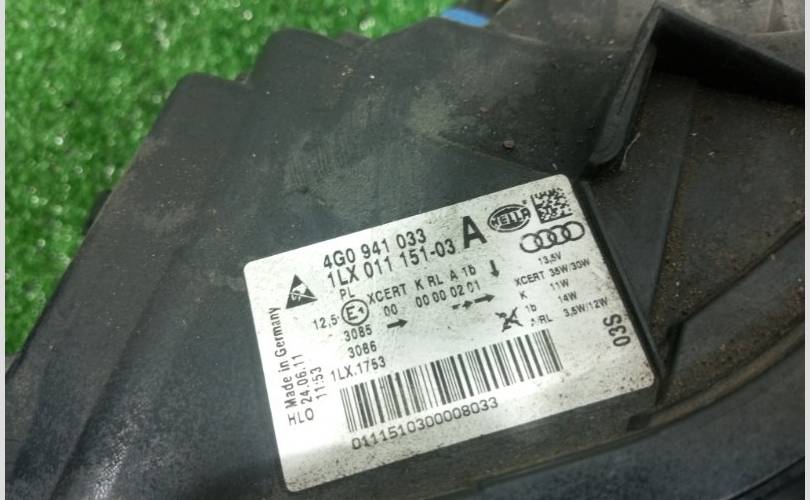 4G0 941 033
1LX 011 151-03 A
HELLA
PL
12,5
E1
XCERT K RL A 1b
00 00 00 02 01
3085
3086
1LX.1753
13,5V
XCERT 35W/30W
K 11W
1b 14W
RL 3,5W/12W
03S
Made in Germany
24.06.11
HLO 11:53
0111510300008033